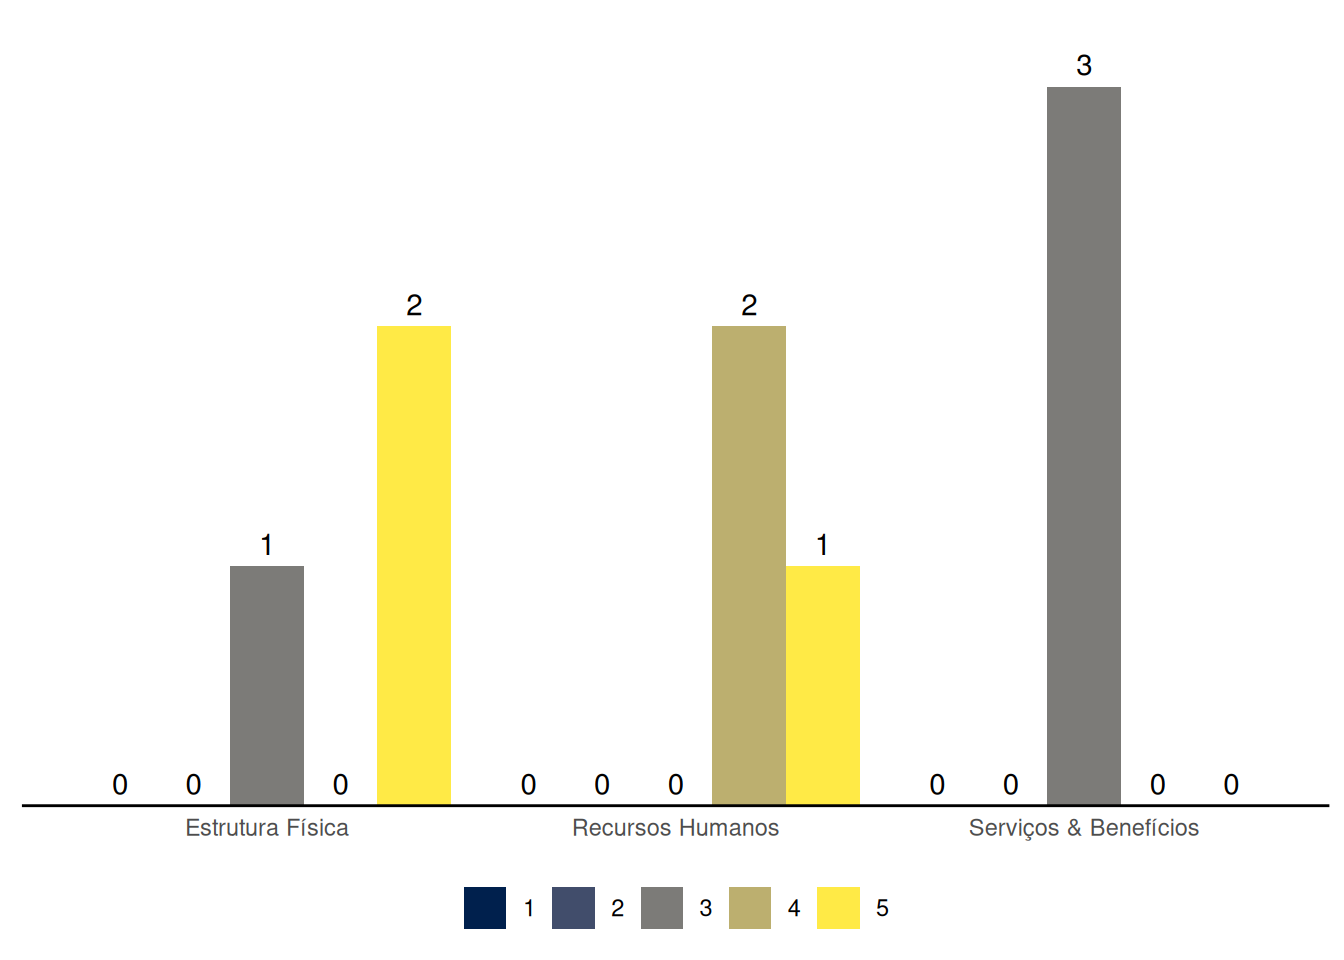 3
2 2
1 1
0 0 0 0 0 0 0 0 0 0
Estrutura Física Recursos Humanos Serviços & Benefícios
1 2 3 4 5